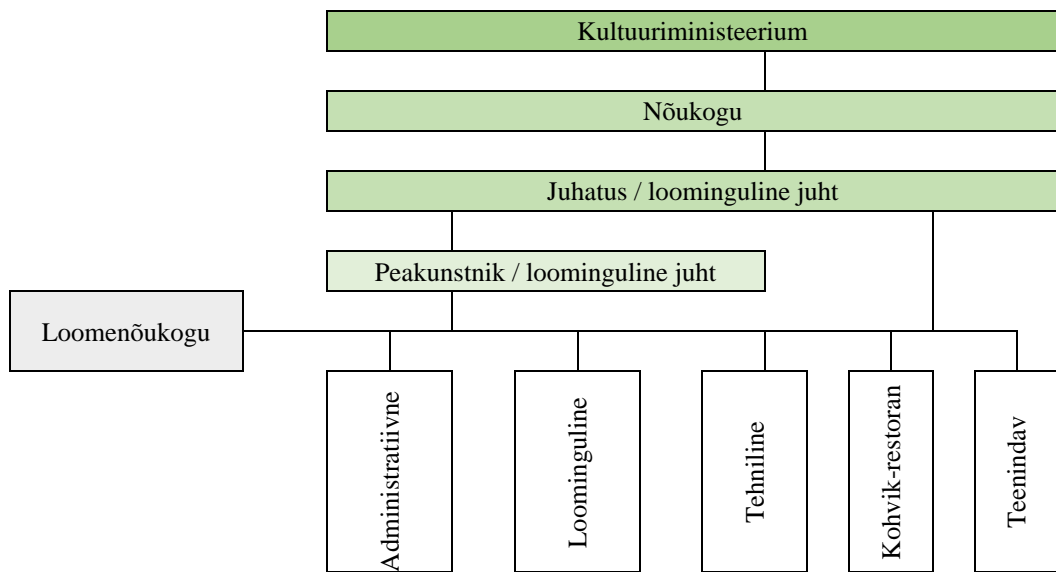 Kultuuriministeerium
Nõukogu
Juhatus / loominguline juht
Peakunstnik / loominguline juht
Loomenõukogu
Administratiivne
Loominguline
Tehniline
Kohvik-restoran
Teenindav